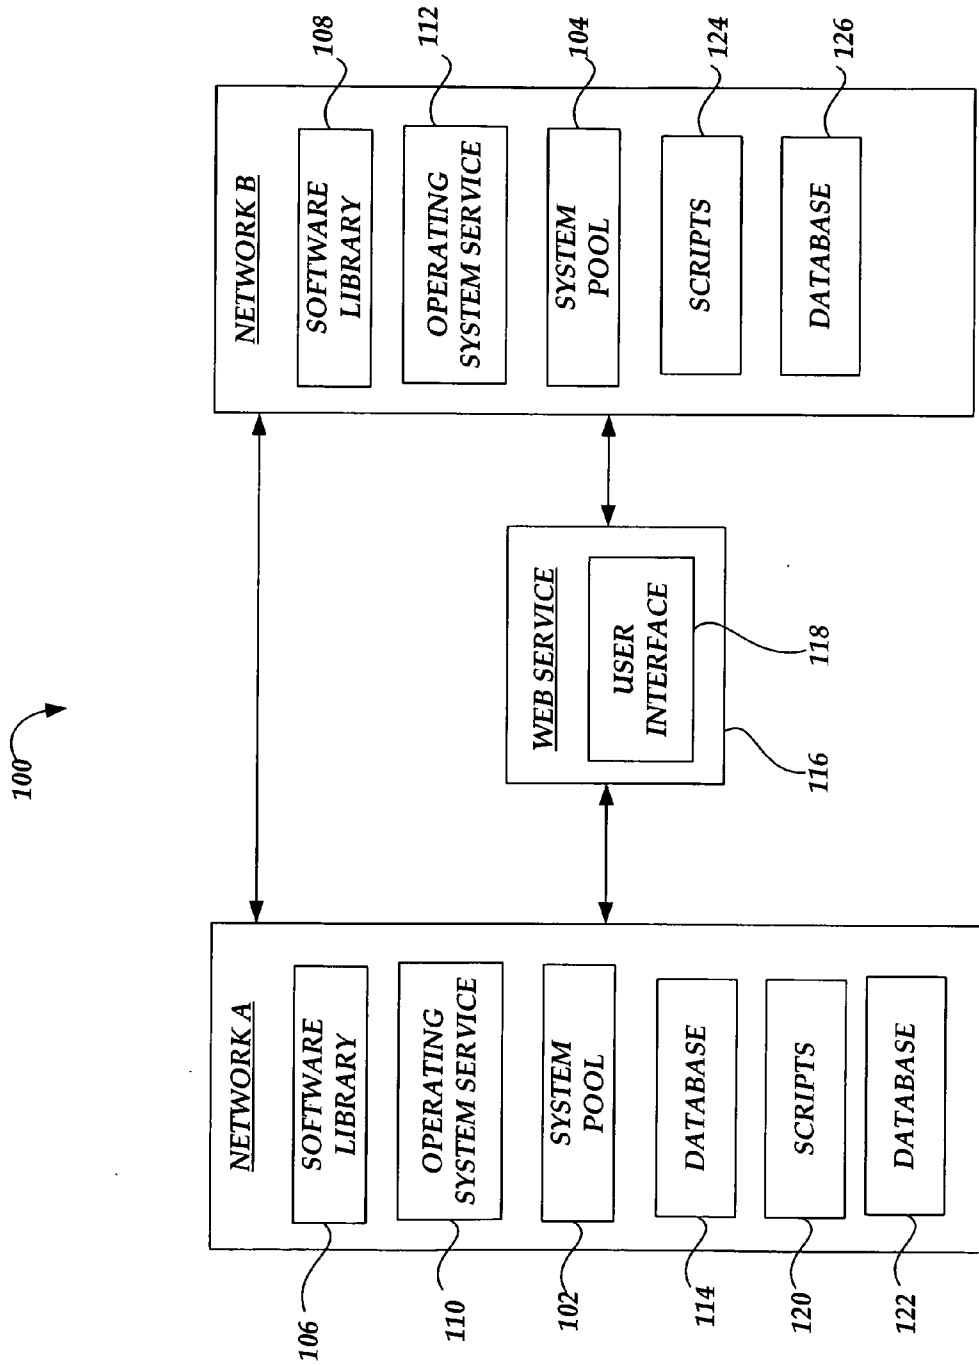 100
NETWORK A
SOFTWARE
LIBRARY
106
OPERATING
SYSTEM SERVICE
110
SYSTEM
POOL
102
DATABASE
114
SCRIPTS
120
DATABASE
122
WEB SERVICE
USER
INTERFACE
118
116
NETWORK B
SOFTWARE
LIBRARY
108
OPERATING
SYSTEM SERVICE
112
SYSTEM
POOL
104
SCRIPTS
124
DATABASE
126